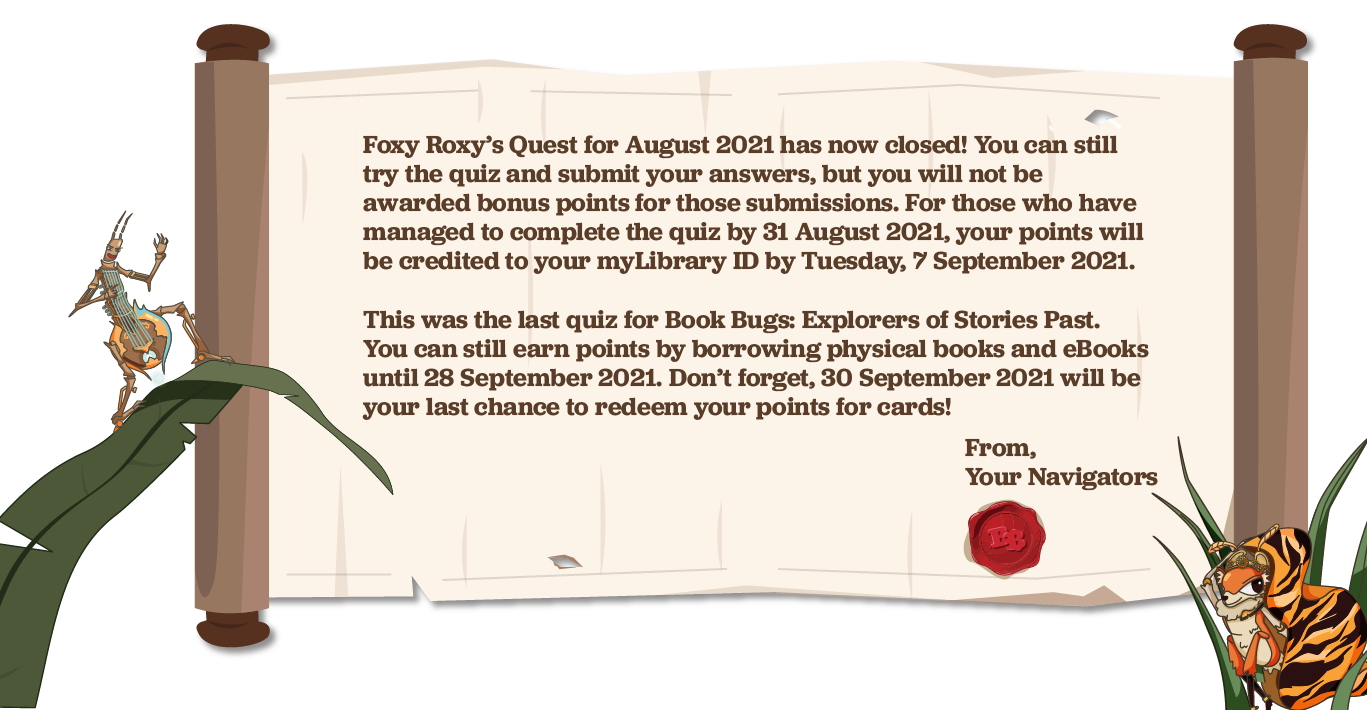 Foxy Roxy’s Quest for August 2021 has now closed! You can still
try the quiz and submit your answers, but you will not be
awarded bonus points for those submissions. For those who have
managed to complete the quiz by 31 August 2021, your points will
be credited to your myLibrary ID by Tuesday, 7 September 2021.
This was the last quiz for Book Bugs: Explorers of Stories Past.
You can still earn points by borrowing physical books and eBooks
until 28 September 2021. Don’t forget, 30 September 2021 will be
your last chance to redeem your points for cards!
From,
Your Navigators
BB